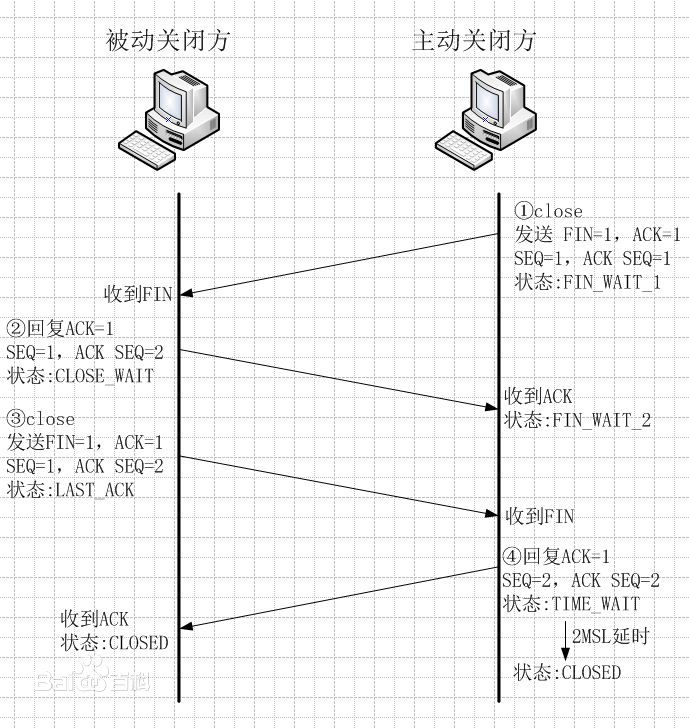 被动关闭方
主动关闭方
①close
发送 FIN=1，ACK=1
SEQ=1，ACK SEQ=1
状态:FIN_WAIT_1
收到FIN
②回复ACK=1
SEQ=1，ACK SEQ=2
状态:CLOSE_WAIT
收到ACK
状态:FIN_WAIT_2
③close
发送FIN=1，ACK=1
SEQ=1，ACK SEQ=2
状态:LAST_ACK
收到FIN
④回复ACK=1
SEQ=2，ACK SEQ=2
状态:TIME_WAIT
收到ACK
状态:CLOSED
2MSL延时
状态:CLOSED
Baidu百科